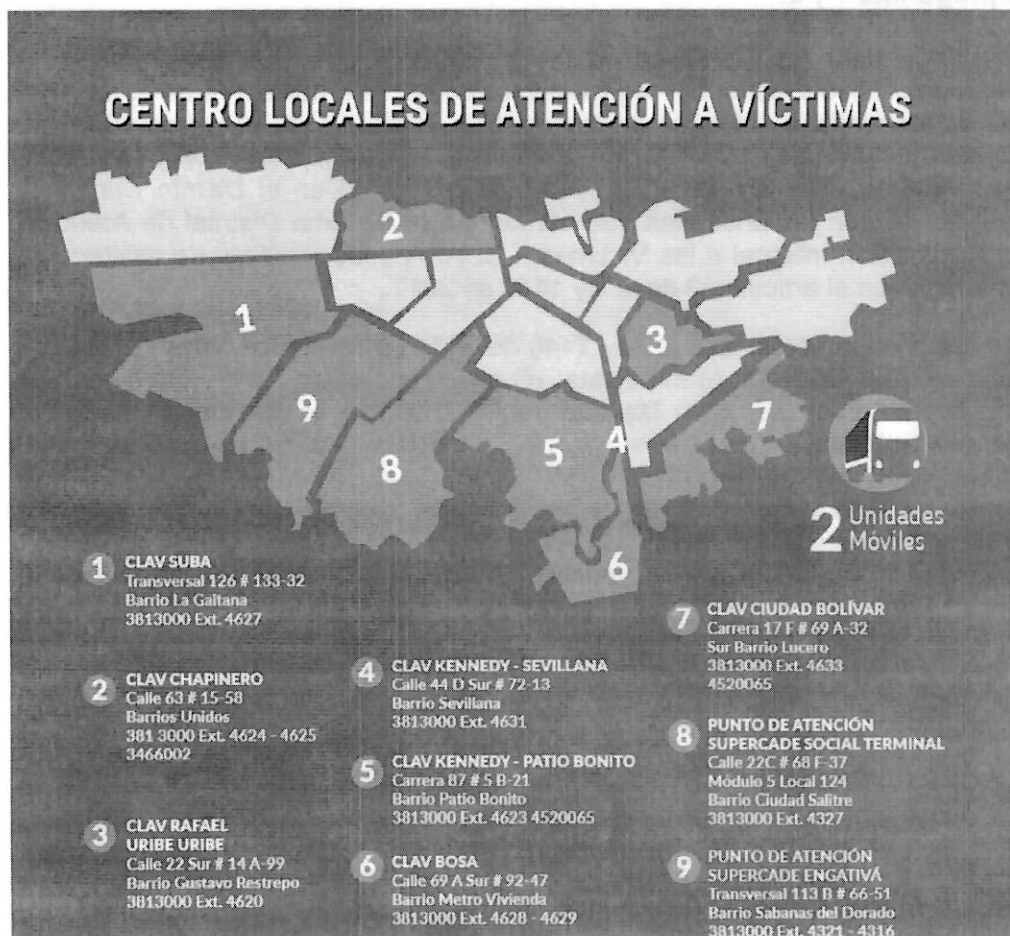 CENTRO LOCALES DE ATENCIÓN A VÍCTIMAS
2
1
3
9
7
4
5
8
6
2 Unidades
Móviles
1 CLAV SUBA
Transversal 126 # 133-32
Barrio La Gaitana
3813000 Ext. 4627
2 CLAV CHAPINERO
Calle 63 # 15-58
Barrios Unidos
381 3000 Ext. 4624 - 4625
3466002
3 CLAV RAFAEL
URIBE URIBE
Calle 22 Sur # 14 A-99
Barrio Gustavo Restrepo
3813000 Ext. 4620
4 CLAV KENNEDY - SEVILLANA
Calle 44 D Sur # 72-13
Barrio Sevillana
3813000 Ext. 4631
5 CLAV KENNEDY - PATIO BONITO
Carrera 87 # 5 B-21
Barrio Patio Bonito
3813000 Ext. 4623 4520065
6 CLAV BOSA
Calle 69 A Sur # 92-47
Barrio Metro Vivienda
3813000 Ext. 4628 - 4629
7 CLAV CIUDAD BOLÍVAR
Carrera 17 F # 69 A-32
Sur Barrio Lucero
3813000 Ext. 4633
4520065
8 PUNTO DE ATENCIÓN
SUPERCADE SOCIAL TERMINAL
Calle 22C # 68 F-37
Módulo 5 Local 124
Barrio Ciudad Salitre
3813000 Ext. 4327
9 PUNTO DE ATENCIÓN
SUPERCADE ENGATIVÁ
Transversal 113 B # 66-51
Barrio Sabanas del Dorado
3813000 Ext. 4321 - 4316